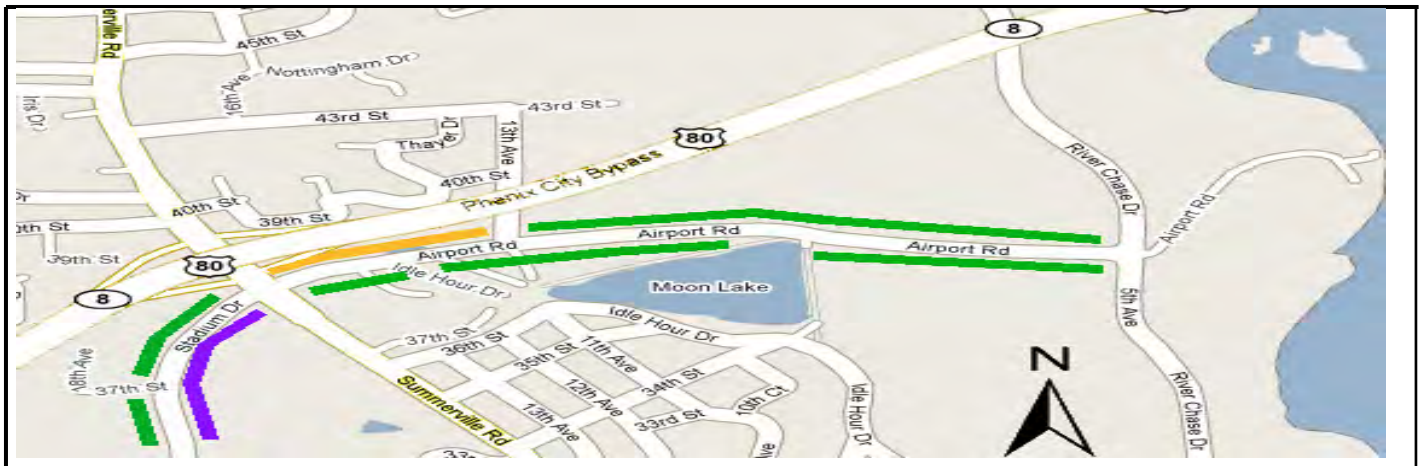 45th St
Nottingham Dr
16th Ave
Iris Dr
8
43rd St
43rd St
Thayer Dr
13th Ave
80
Phenix City Bypass
40th St
40th St
39th St
39th St
River Chase Dr
Airport Rd
Airport Rd
Airport Rd
Airport Rd
80
8
Idle Hour Dr
Moon Lake
Stadium Dr
18th Ave
37th St
37th St
36th St
35th St
11th Ave
Idle Hour Dr
12th Ave
34th St
13th Ave
33rd St
10th Ct
Idle Hour Dr
Summerville Rd
5th Ave
River Chase Dr
N